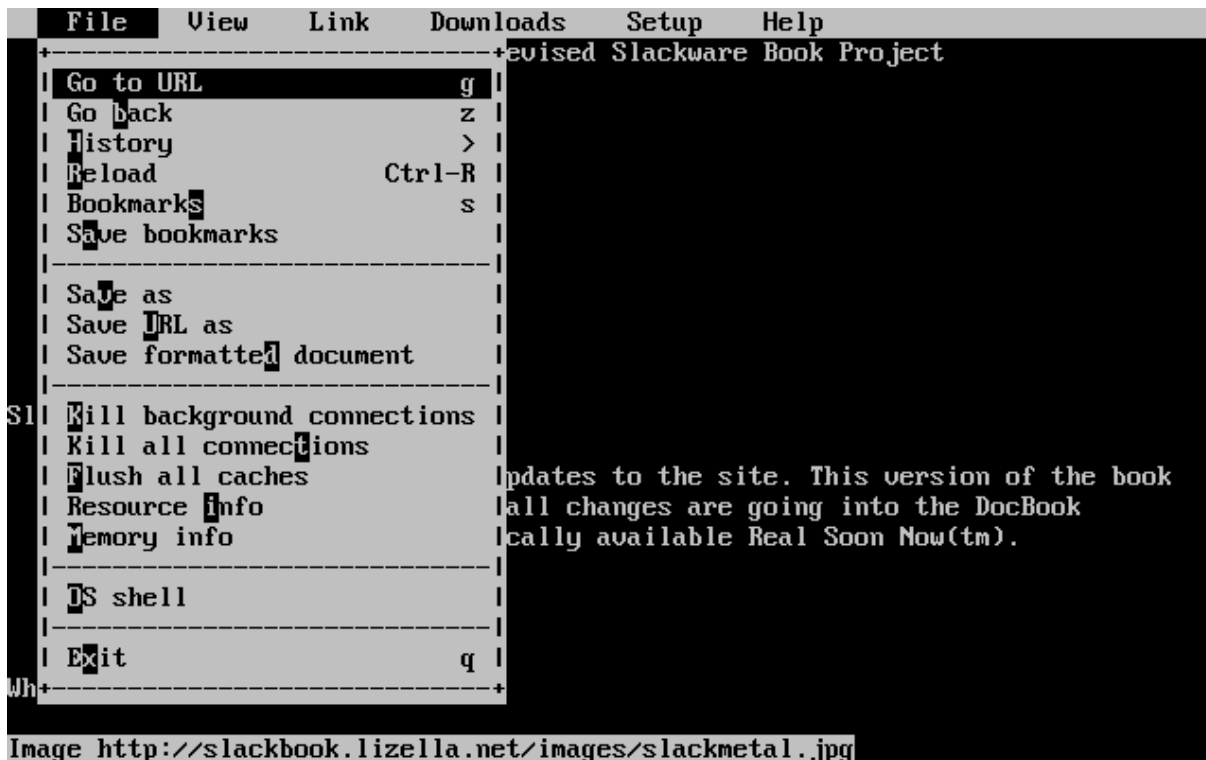 File View Link Downloads Setup Help
evised Slackware Book Project
Go to URL g
Go back z
History >
Reload Ctrl-R
Bookmarks s
Save bookmarks
Save as
Save URL as
Save formatted document
Sl Kill background connections
Kill all connections
Flush all caches pdates to the site. This version of the book
Resource info all changes are going into the DocBook
Memory info cally available Real Soon Now(tm).
OS shell
Exit q
Wh
Image http://slackbook.lizella.net/images/slackmetal.jpg